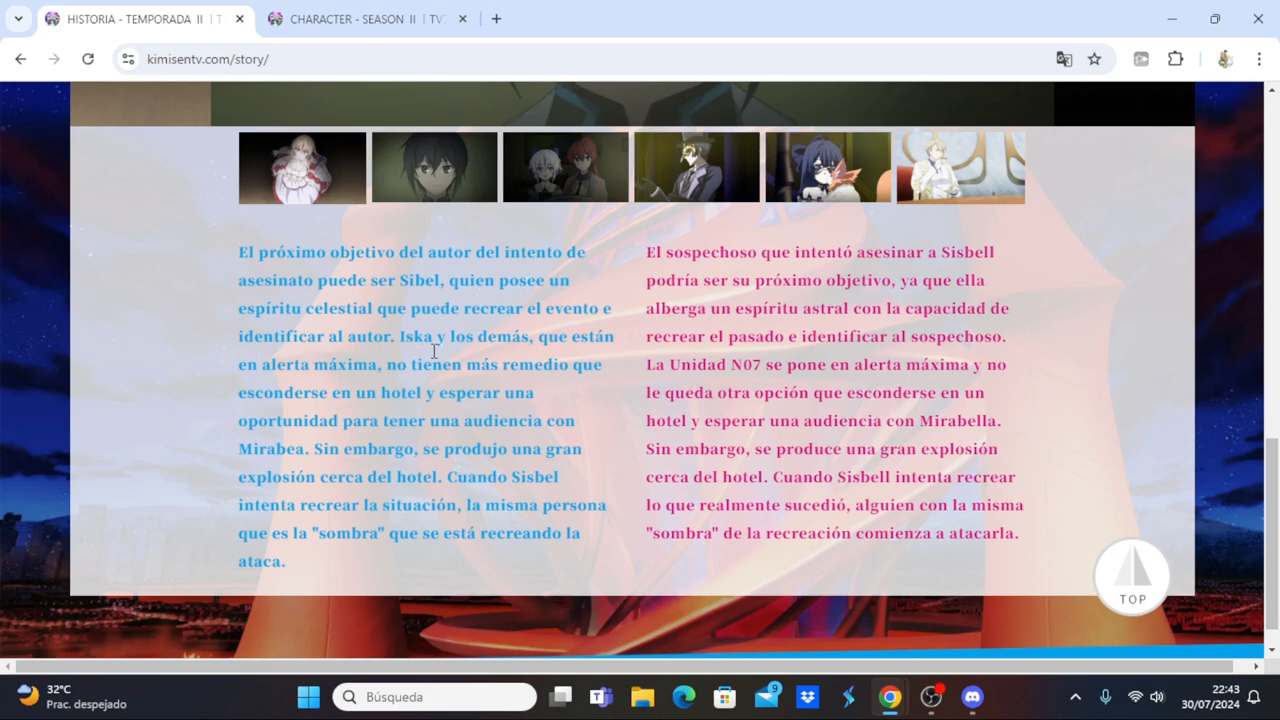 HISTORIA - TEMPORADA II | T
CHARACTER - SEASON II | TV
kimisentv.com/story/
El próximo objetivo del autor del intento de
asesinato puede ser Sibel, quien posee un
espíritu celestial que puede recrear el evento e
identificar al autor. Iska y los demás, que están
en alerta máxima, no tienen más remedio que
esconderse en un hotel y esperar una
oportunidad para tener una audiencia con
Mirabea. Sin embargo, se produjo una gran
explosión cerca del hotel. Cuando Sisbel
intenta recrear la situación, la misma persona
que es la "sombra" que se está recreando la
ataca.
El sospechoso que intentó asesinar a Sisbell
podría ser su próximo objetivo, ya que ella
alberga un espíritu astral con la capacidad de
recrear el pasado e identificar al sospechoso.
La Unidad N07 se pone en alerta máxima y no
le queda otra opción que esconderse en un
hotel y esperar una audiencia con Mirabella.
Sin embargo, se produce una gran explosión
cerca del hotel. Cuando Sisbell intenta recrear
lo que realmente sucedió, alguien con la misma
"sombra" de la recreación comienza a atacarla.
TOP
32°C
Prac. despejado
Búsqueda
9
22:43
30/07/2024